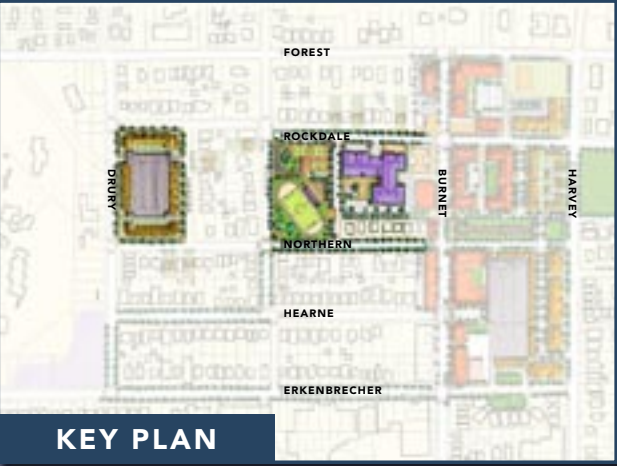 FOREST
ROCKDALE
DRURY
BURNET
HARVEY
NORTHERN
HEARNE
ERKENBRECHER
KEY PLAN